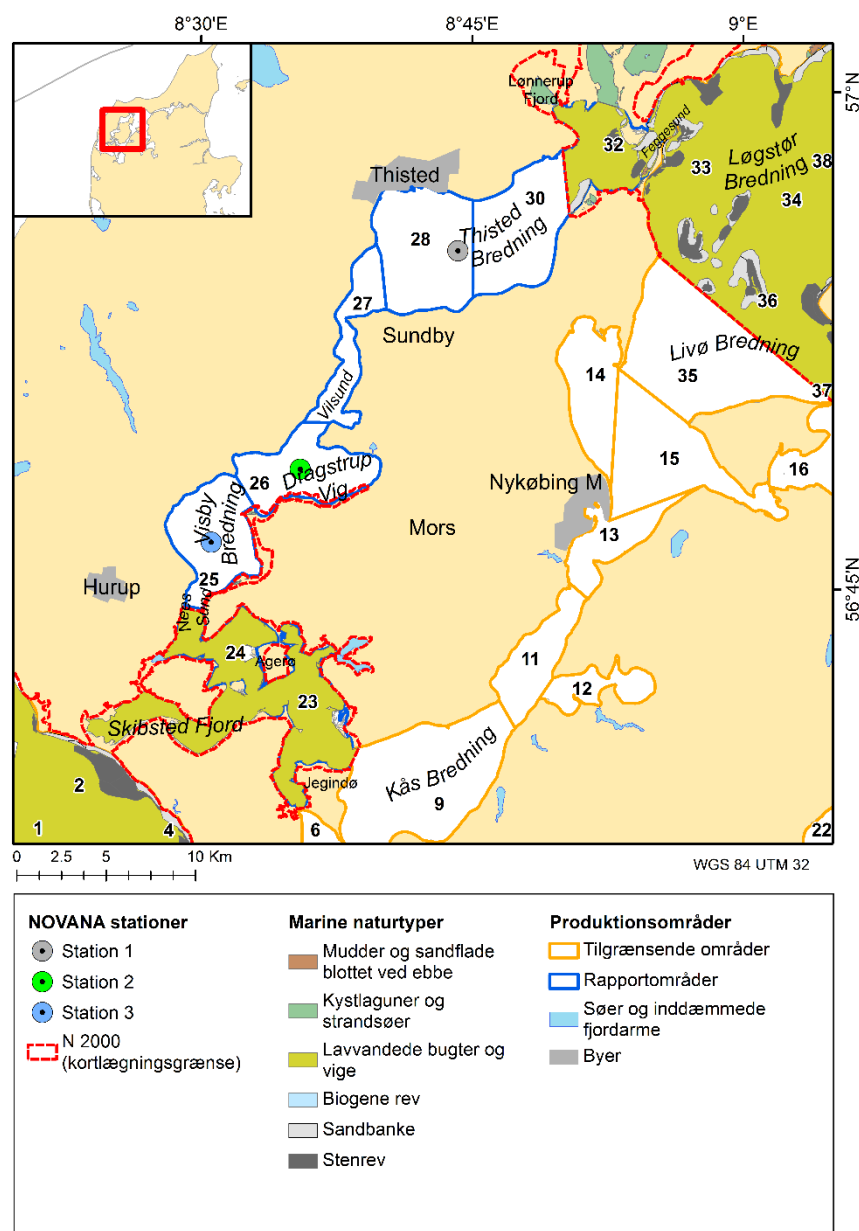 8°30'E
8°45'E
9°E
57°N
56°45'N
Lønnerup
Fjord
Feggesund
32
33
Løgstør
Bredning
38
34
36
37
Thisted
30
28
Thisted
Bredning
27
Sundby
Vilsund
Livø Bredning
35
14
15
16
26
Dragstrup
Vig
Visby
Bredning
25
Nykøbing M
13
Mors
Hurup
Nees
Sund
24
Agerø
23
11
12
Skibsted Fjord
Kås Bredning
9
Jegindø
6
22
2
1
4
0 2.5 5 10 Km
WGS 84 UTM 32
NOVANA stationer
Station 1
Station 2
Station 3
N 2000
(kortlægningsgrænse)
Marine naturtyper
Mudder og sandflade
blottet ved ebbe
Kystlaguner og
strandsøer
Lavvandede bugter og
vige
Biogene rev
Sandbanke
Stenrev
Produktionsområder
Tilgrænsende områder
Rapportområder
Søer og inddæmmede
fjordarme
Byer